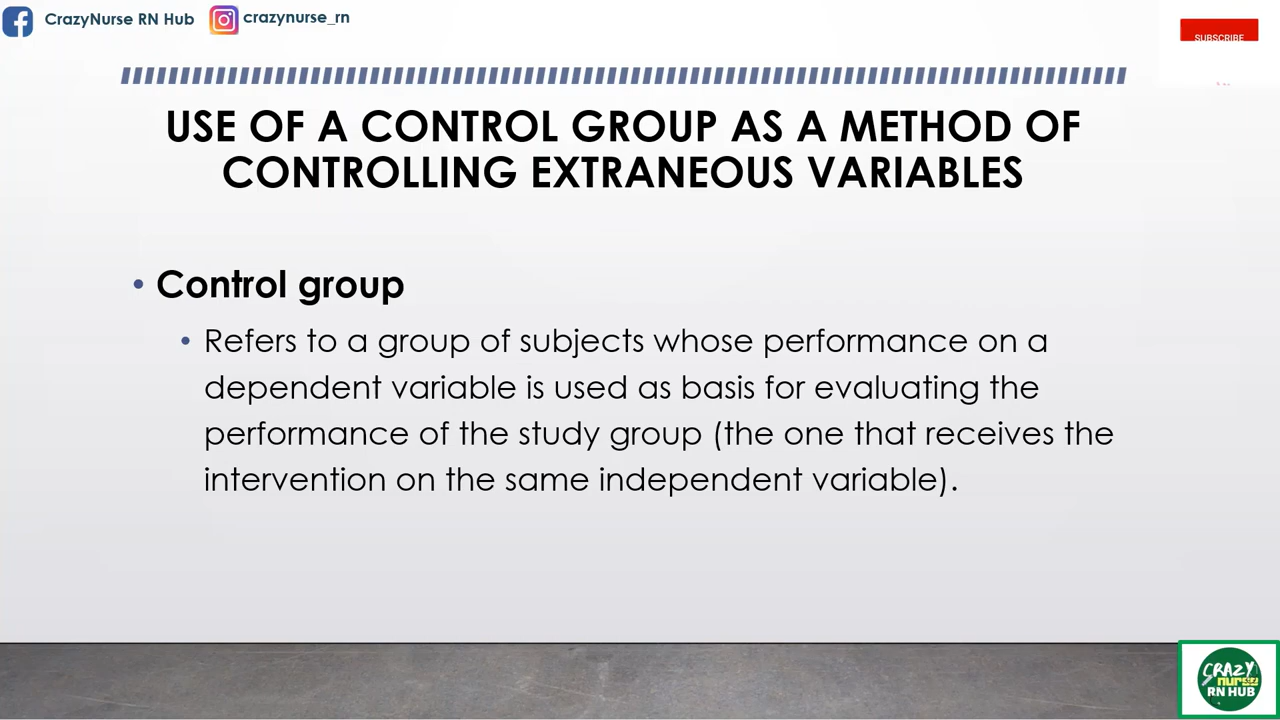 CrazyNurse RN Hub crazynurse_rn
SUBSCRIBE
USE OF A CONTROL GROUP AS A METHOD OF
CONTROLLING EXTRANEOUS VARIABLES
• Control group
• Refers to a group of subjects whose performance on a
dependent variable is used as basis for evaluating the
performance of the study group (the one that receives the
intervention on the same independent variable).
CRAZY
nurse
RN HUB